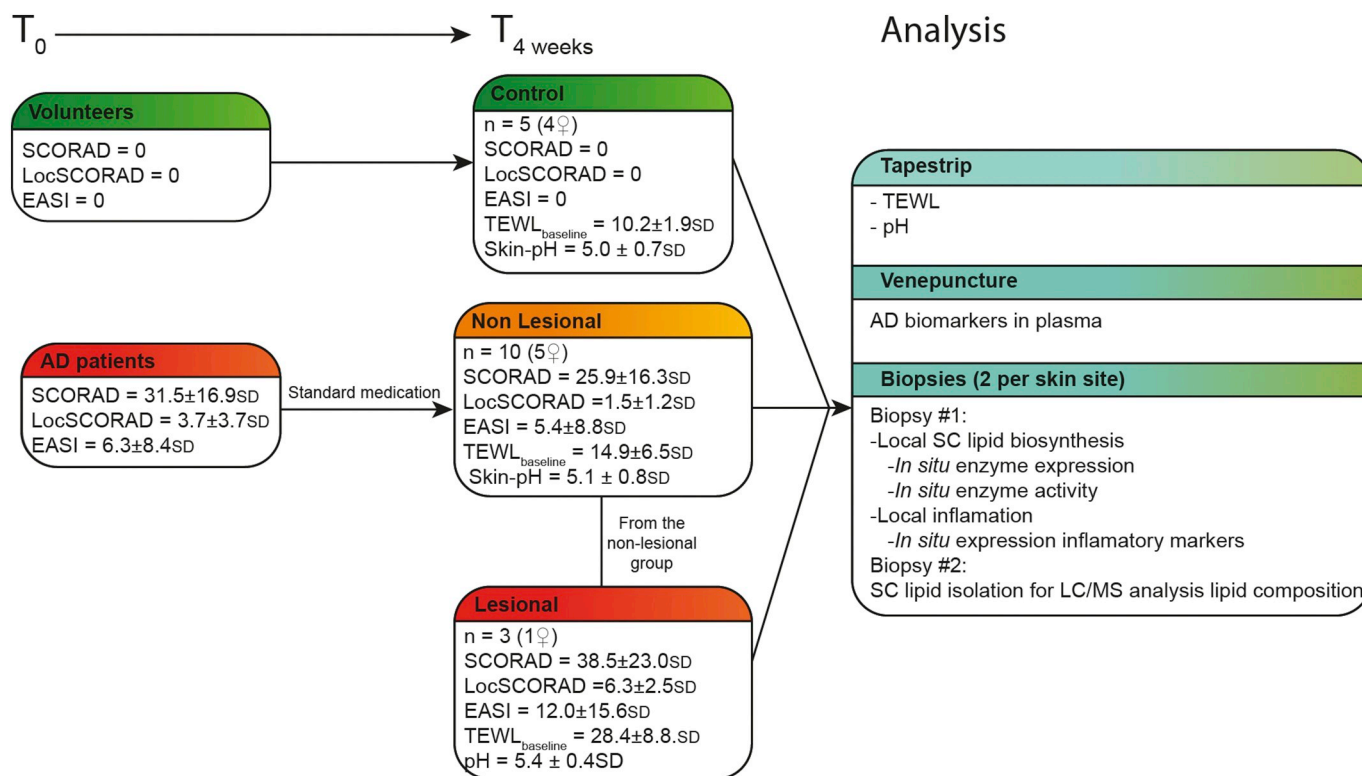 T0
T4 weeks
Analysis
Volunteers
SCORAD = 0
LocSCORAD = 0
EASI = 0
Control
n = 5 (4♀)
SCORAD = 0
LocSCORAD = 0
EASI = 0
TEWLbaseline = 10.2±1.9SD
Skin-pH = 5.0 ± 0.7SD
AD patients
SCORAD = 31.5±16.9SD
LocSCORAD = 3.7±3.7SD
EASI = 6.3±8.4SD
Standard medication
Non Lesional
n = 10 (5♀)
SCORAD = 25.9±16.3SD
LocSCORAD =1.5±1.2SD
EASI = 5.4±8.8SD
TEWLbaseline = 14.9±6.5SD
Skin-pH = 5.1 ± 0.8SD
From the
non-lesional
group
Lesional
n = 3 (1♀)
SCORAD = 38.5±23.0SD
LocSCORAD =6.3±2.5SD
EASI = 12.0±15.6SD
TEWLbaseline = 28.4±8.8.SD
pH = 5.4 ± 0.4SD
Tapestrip
- TEWL
- pH
Venepuncture
AD biomarkers in plasma
Biopsies (2 per skin site)
Biopsy #1:
-Local SC lipid biosynthesis
-In situ enzyme expression
-In situ enzyme activity
-Local inflamation
-In situ expression inflamatory markers
Biopsy #2:
SC lipid isolation for LC/MS analysis lipid composition